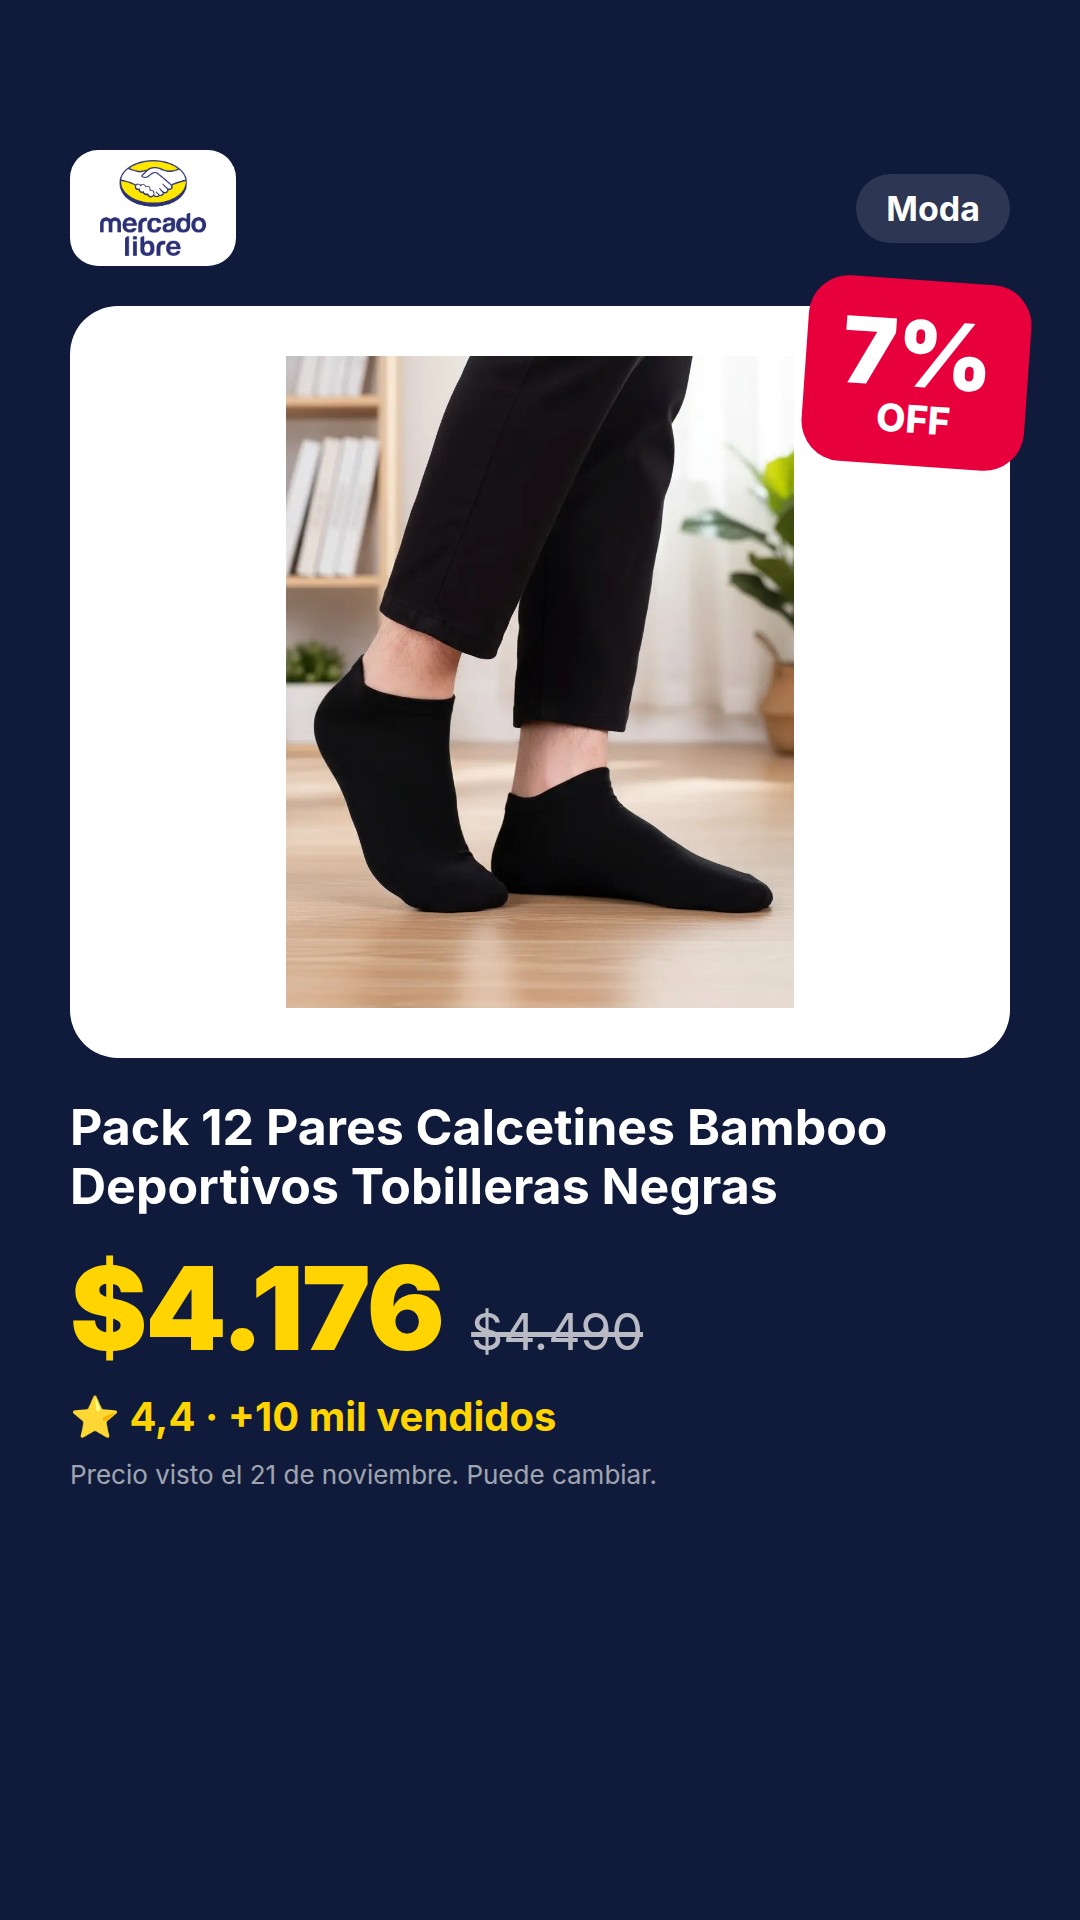 mercado
libre
Moda
7%
OFF
Pack 12 Pares Calcetines Bamboo
Deportivos Tobilleras Negras
$4.176 $4.490
⭐ 4,4 · +10 mil vendidos
Precio visto el 21 de noviembre. Puede cambiar.